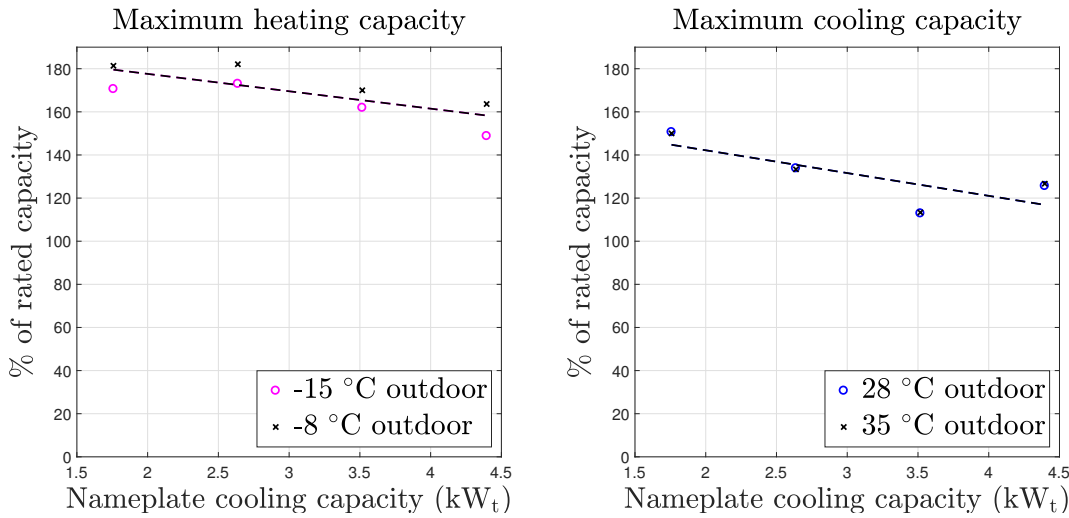 Maximum heating capacity
% of rated capacity
180
160
140
120
100
80
60
40
20
0
-15 °C outdoor
-8 °C outdoor
1.5 2 2.5 3 3.5 4 4.5
Nameplate cooling capacity (kWt)
Maximum cooling capacity
% of rated capacity
180
160
140
120
100
80
60
40
20
0
28 °C outdoor
35 °C outdoor
1.5 2 2.5 3 3.5 4 4.5
Nameplate cooling capacity (kWt)